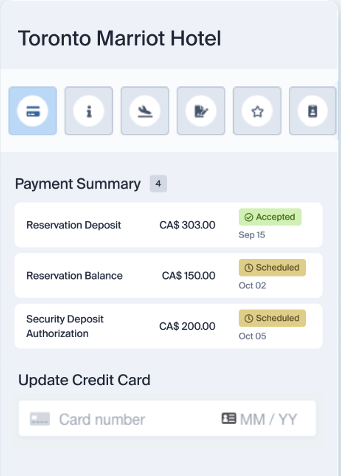 Toronto Marriot Hotel
Payment Summary 4
Reservation Deposit CA$ 303.00 Accepted
Sep 15
Reservation Balance CA$ 150.00 Scheduled
Oct 02
Security Deposit
Authorization CA$ 200.00 Scheduled
Oct 05
Update Credit Card
Card number MM / YY